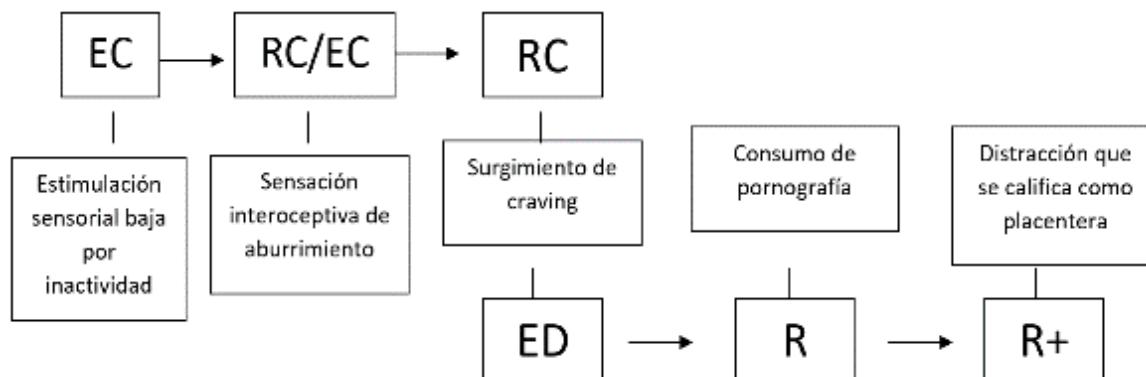 EC
RC/EC
RC
Estimulación
sensorial baja
por
inactividad
Sensación
interoceptiva de
aburrimiento
Surgimiento de
craving
Consumo de
pornografía
Distracción que
se califica como
placentera
ED
R
R+